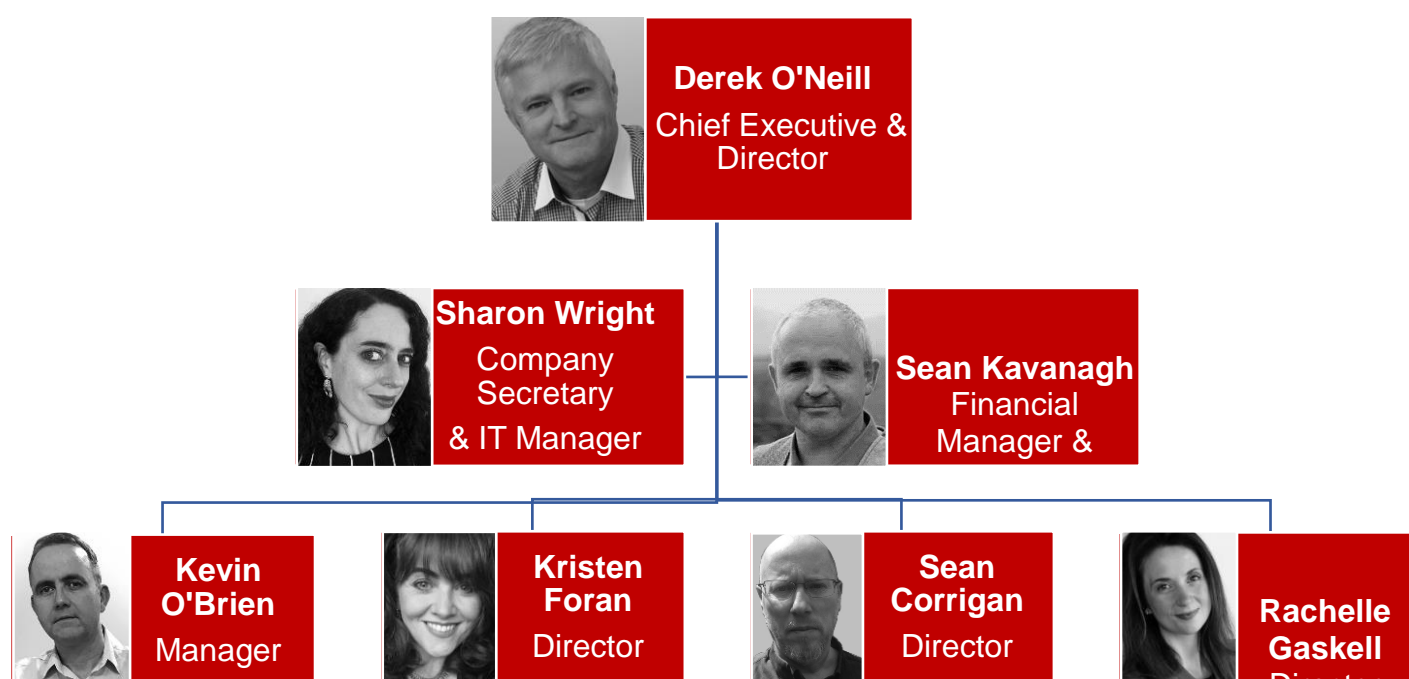 Derek O'Neill
Chief Executive &
Director
Sharon Wright
Company
Secretary
& IT Manager
Sean Kavanagh
Financial
Manager &
Kevin
O'Brien
Manager
Kristen
Foran
Director
Sean
Corrigan
Director
Rachelle
Gaskell
Director